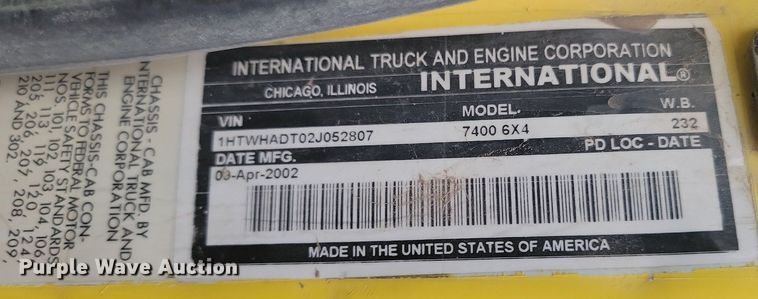 CHASSIS - CAB MFD. BY
INTERNATIONAL TRUCK AND
ENGINE CORPORATION
THIS CHASSIS-CAB CON-
FORMS TO FEDERAL MOTOR
VEHICLE SAFETY STANDARDS
NOS. 101, 102, 103, 104, 106,
111, 113, 116, 119, 120, 124,
205, 206, 207, 208, 209,
210 AND 302.
INTERNATIONAL TRUCK AND ENGINE CORPORATION
CHICAGO, ILLINOIS INTERNATIONAL®
VIN MODEL. W.B.
1HTWHADT02J052807 7400 6X4 232
DATE MFG. PD LOC - DATE
03-Apr-2002
MADE IN THE UNITED STATES OF AMERICA
Purple Wave Auction